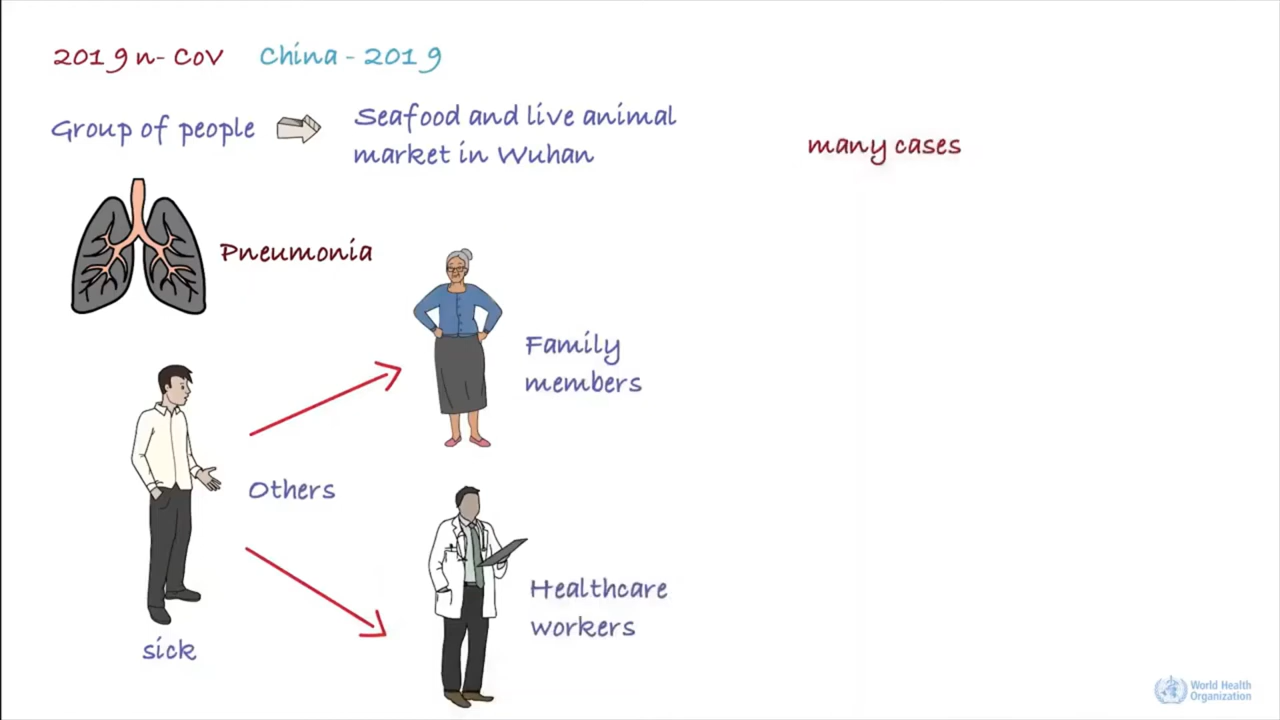 2019 n-CoV China - 2019
Group of people
Seafood and live animal
market in Wuhan
many cases
Pneumonia
Family
members
Others
Healthcare
workers
sick
World Health
Organization